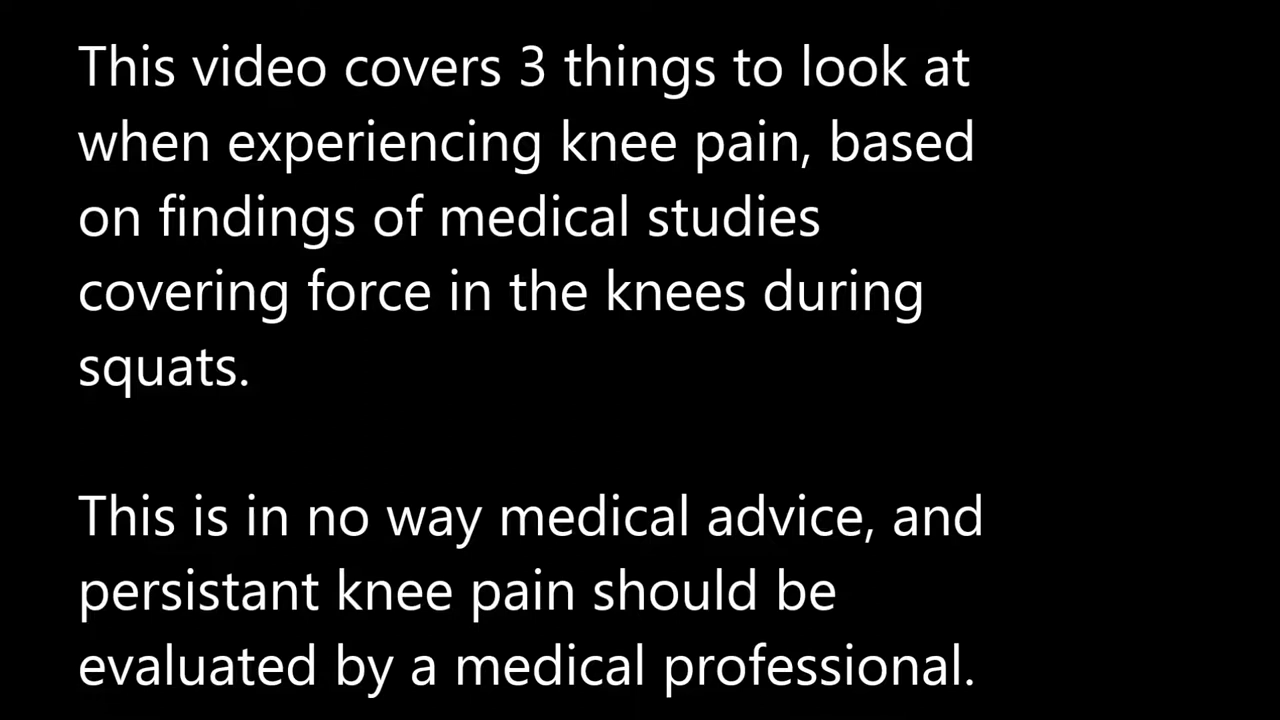 This video covers 3 things to look at
when experiencing knee pain, based
on findings of medical studies
covering force in the knees during
squats.
This is in no way medical advice, and
persistant knee pain should be
evaluated by a medical professional.